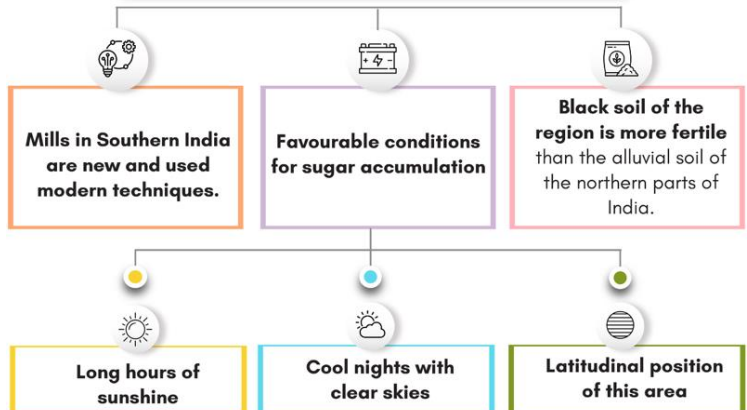 Mills in Southern India
are new and used
modern techniques.
Favourable conditions
for sugar accumulation
Black soil of the
region is more fertile
than the alluvial soil of
the northern parts of
India.
Long hours of
sunshine
Cool nights with
clear skies
Latitudinal position
of this area